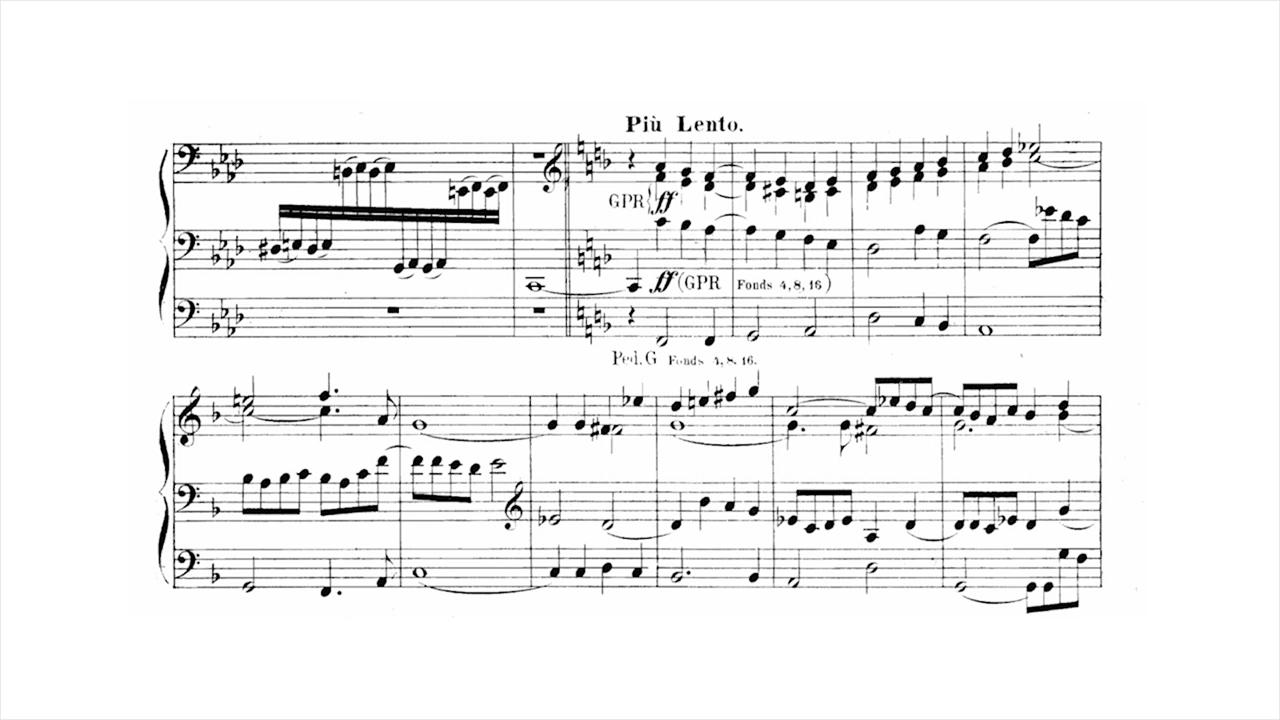 Più Lento.
GPR ff
ff (GPR Fonds 4, 8, 16)
Ped. G Fonds 4, 8. 16.